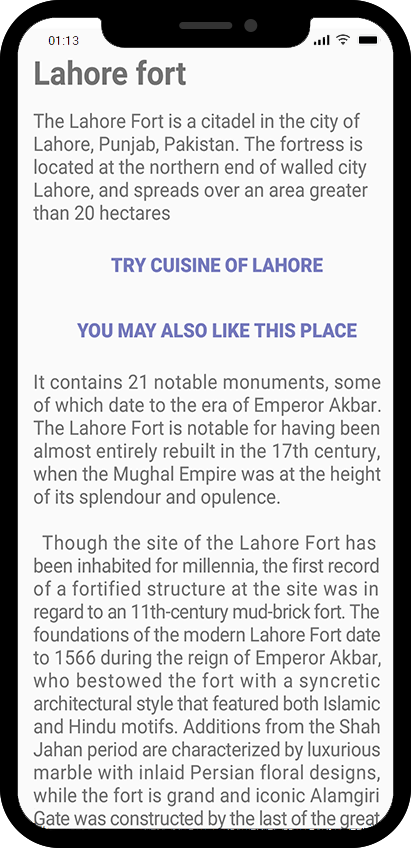 01:13
Lahore fort
The Lahore Fort is a citadel in the city of
Lahore, Punjab, Pakistan. The fortress is
located at the northern end of walled city
Lahore, and spreads over an area greater
than 20 hectares
TRY CUISINE OF LAHORE
YOU MAY ALSO LIKE THIS PLACE
It contains 21 notable monuments, some
of which date to the era of Emperor Akbar.
The Lahore Fort is notable for having been
almost entirely rebuilt in the 17th century,
when the Mughal Empire was at the height
of its splendour and opulence.
Though the site of the Lahore Fort has
been inhabited for millennia, the first record
of a fortified structure at the site was in
regard to an 11th-century mud-brick fort. The
foundations of the modern Lahore Fort date
to 1566 during the reign of Emperor Akbar,
who bestowed the fort with a syncretic
architectural style that featured both Islamic
and Hindu motifs. Additions from the Shah
Jahan period are characterized by luxurious
marble with inlaid Persian floral designs,
while the fort is grand and iconic Alamgiri
Gate was constructed by the last of the great